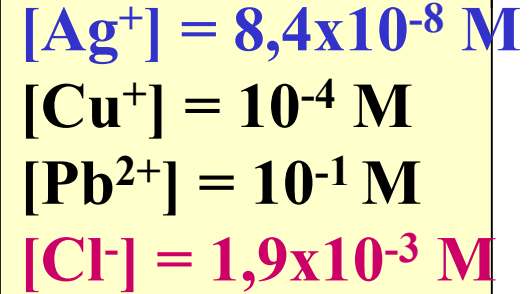 [Ag⁺] = 8,4x10⁻⁸ M
[Cu⁺] = 10⁻⁴ M
[Pb²⁺] = 10⁻¹ M
[Cl⁻] = 1,9x10⁻³ M